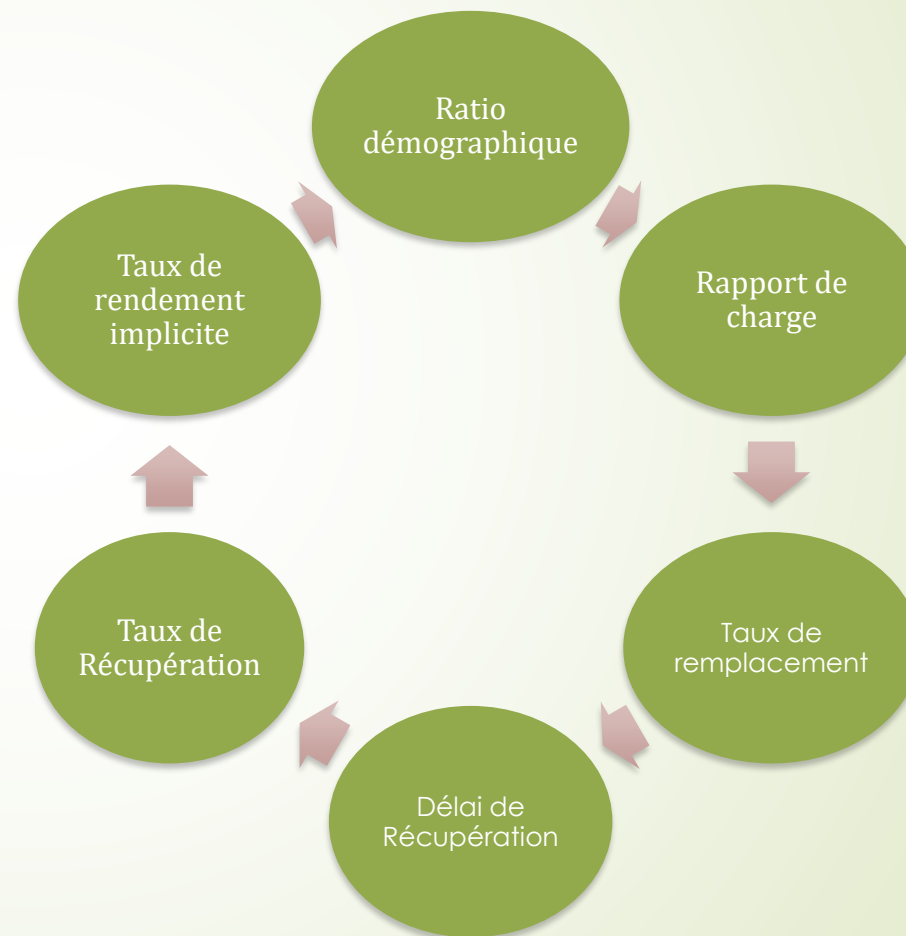 Ratio
démographique
Rapport de
charge
Taux de
remplacement
Délai de
Récupération
Taux de
Récupération
Taux de
rendement
implicite